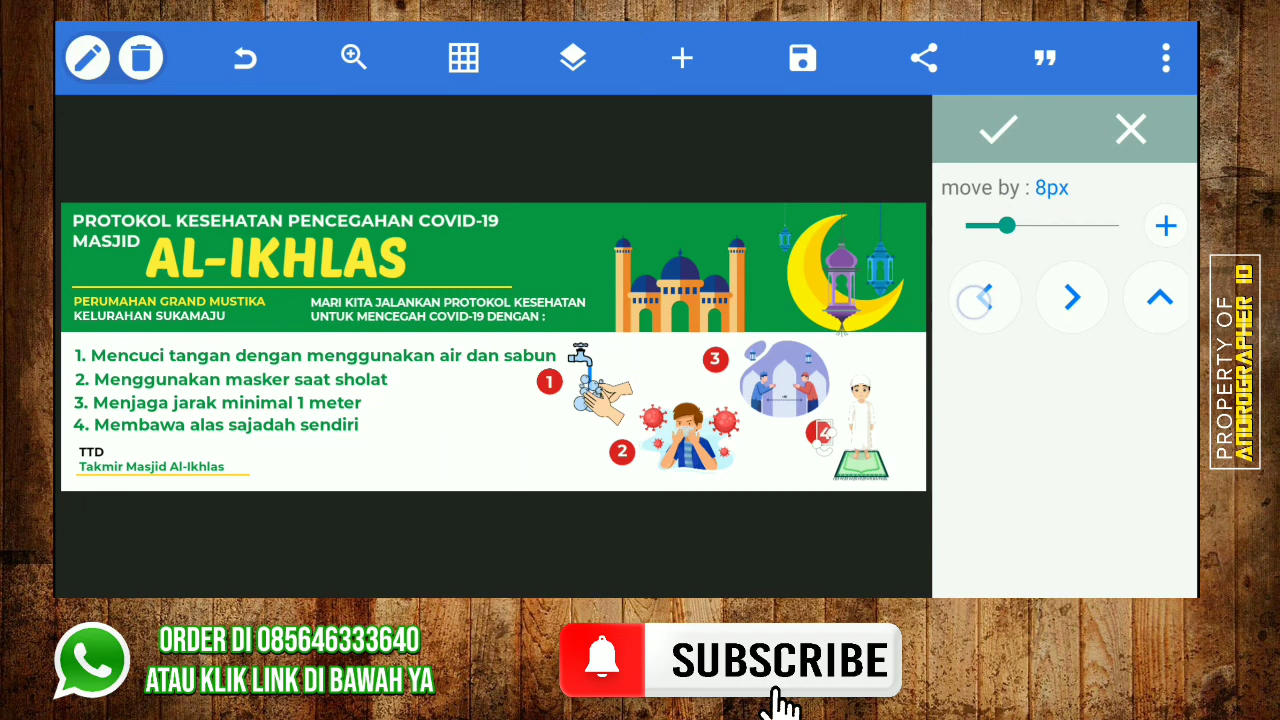 move by : 8px
PROTOKOL KESEHATAN PENCEGAHAN COVID-19
MASJID AL-IKHLAS
PERUMAHAN GRAND MUSTIKA
KELURAHAN SUKAMAJU
MARI KITA JALANKAN PROTOKOL KESEHATAN
UNTUK MENCEGAH COVID-19 DENGAN :
1. Mencuci tangan dengan menggunakan air dan sabun
2. Menggunakan masker saat sholat
3. Menjaga jarak minimal 1 meter
4. Membawa alas sajadah sendiri
TTD
Takmir Masjid Al-Ikhlas
1
2
3
4
PROPERTY OF
ANDROGRAPHER ID
ORDER DI 085646333640
ATAU KLIK LINK DI BAWAH YA
SUBSCRIBE